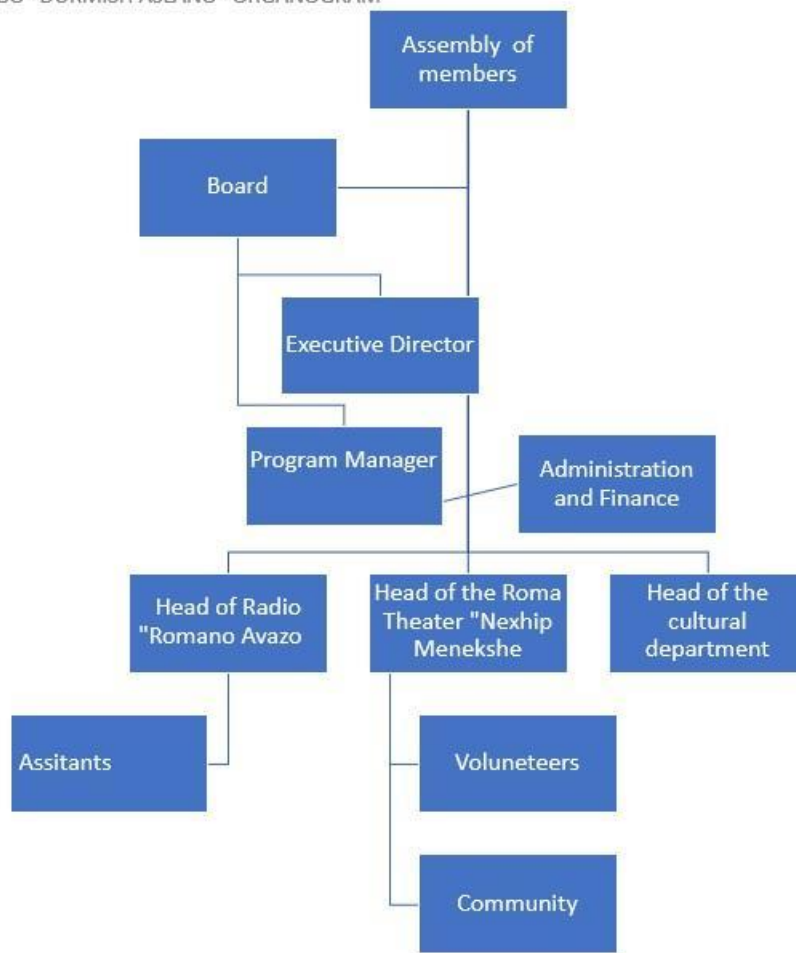 Assembly of
members
Board
Executive Director
Program Manager
Administration
and Finance
Head of Radio
"Romano Avazo
Head of the Roma
Theater "Nexhip
Menekshe
Head of the
cultural
department
Assitants
Voluneteers
Community